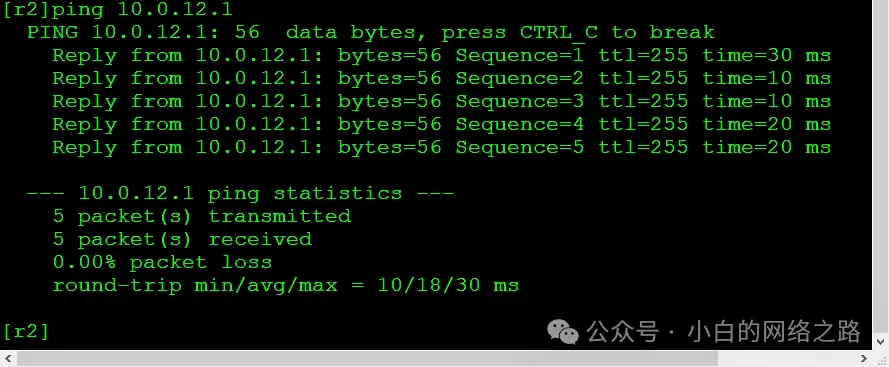 [r2]ping 10.0.12.1
  PING 10.0.12.1: 56  data bytes, press CTRL_C to break
    Reply from 10.0.12.1: bytes=56 Sequence=1 ttl=255 time=30 ms
    Reply from 10.0.12.1: bytes=56 Sequence=2 ttl=255 time=10 ms
    Reply from 10.0.12.1: bytes=56 Sequence=3 ttl=255 time=10 ms
    Reply from 10.0.12.1: bytes=56 Sequence=4 ttl=255 time=20 ms
    Reply from 10.0.12.1: bytes=56 Sequence=5 ttl=255 time=20 ms
  --- 10.0.12.1 ping statistics ---
    5 packet(s) transmitted
    5 packet(s) received
    0.00% packet loss
    round-trip min/avg/max = 10/18/30 ms
[r2]
公众号 · 小白的网络之路